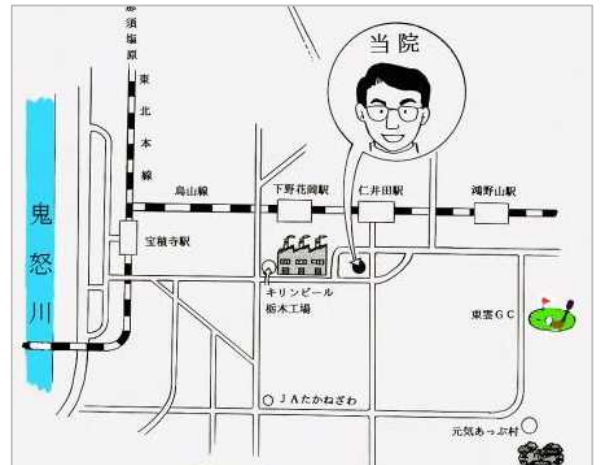 那須塩原
東北本線
当院
烏山線
下野花岡駅
仁井田駅
鴻野山駅
鬼怒川
宝積寺駅
キリンビール
栃木工場
東雲GC
JAたかねざわ
元気あっぷ村